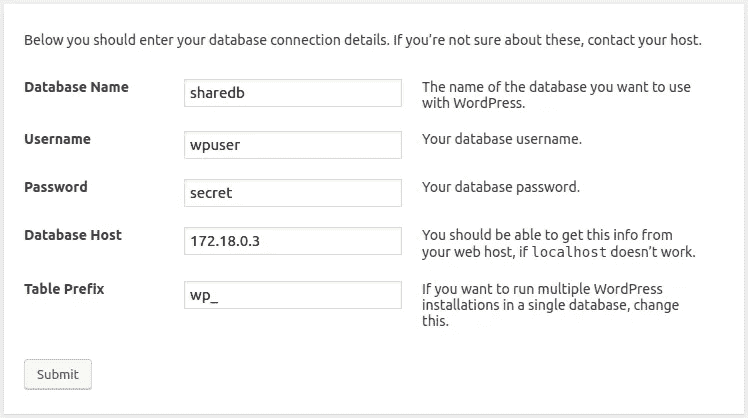 Below you should enter your database connection details. If you’re not sure about these, contact your host.
Database Name
sharedb
The name of the database you want to use
with WordPress.
Username
wpuser
Your database username.
Password
secret
Your database password.
Database Host
172.18.0.3
You should be able to get this info from
your web host, if localhost doesn’t work.
Table Prefix
wp_
If you want to run multiple WordPress
installations in a single database, change
this.
Submit